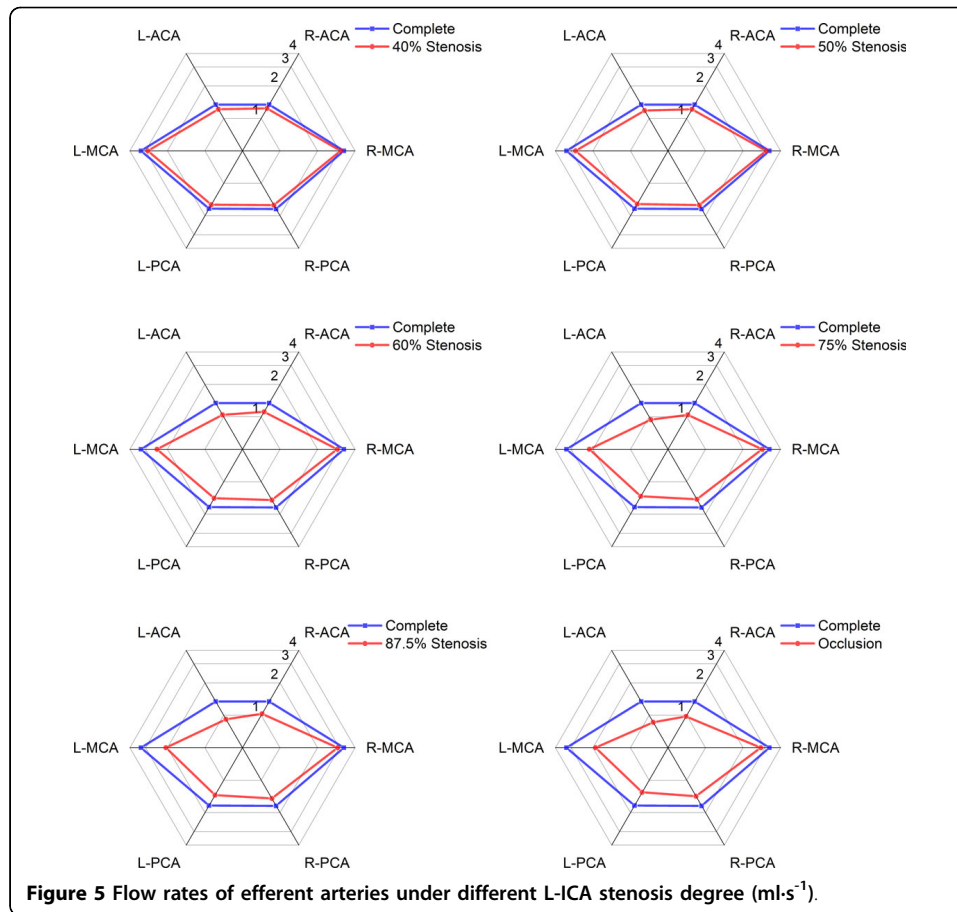 L-ACA R-ACA Complete
40% Stenosis
4
3
2
1
L-MCA R-MCA
L-PCA R-PCA
L-ACA R-ACA Complete
50% Stenosis
4
3
2
1
L-MCA R-MCA
L-PCA R-PCA
L-ACA R-ACA Complete
60% Stenosis
4
3
2
1
L-MCA R-MCA
L-PCA R-PCA
L-ACA R-ACA Complete
75% Stenosis
4
3
2
1
L-MCA R-MCA
L-PCA R-PCA
L-ACA R-ACA Complete
87.5% Stenosis
4
3
2
1
L-MCA R-MCA
L-PCA R-PCA
L-ACA R-ACA Complete
Occlusion
4
3
2
1
L-MCA R-MCA
L-PCA R-PCA
Figure 5 Flow rates of efferent arteries under different L-ICA stenosis degree (ml·s⁻¹).